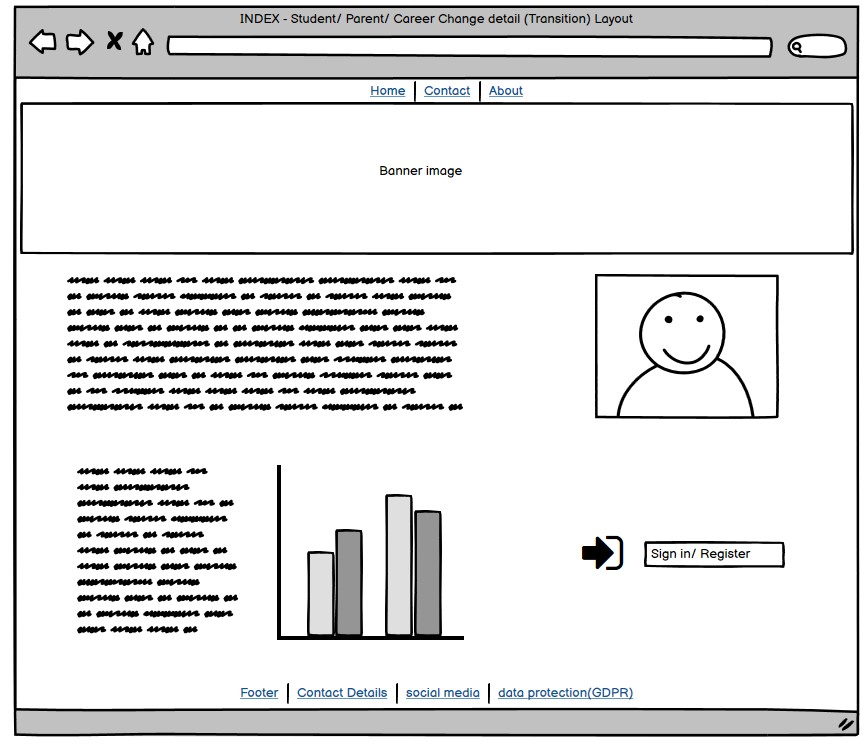 INDEX - Student/ Parent/ Career Change detail (Transition) Layout
Home Contact About
Banner image
Sign in/ Register
Footer Contact Details social media data protection(GDPR)